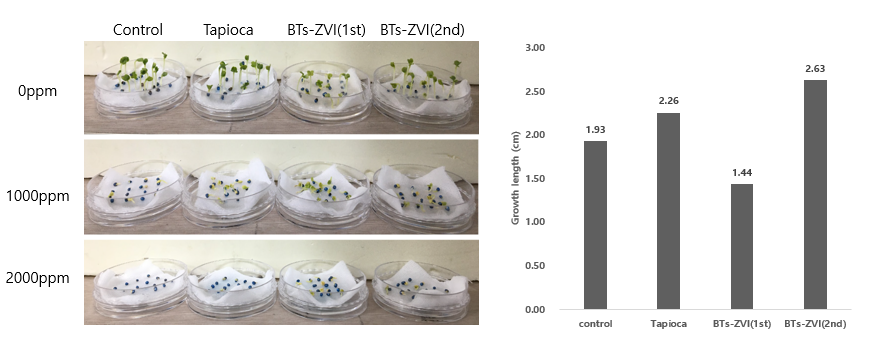 Control Tapioca BTs-ZVI(1st) BTs-ZVI(2nd)
0ppm
1000ppm
2000ppm
Growth length (cm)
3.00
2.50
2.00
1.50
1.00
0.50
0.00
1.93
2.26
1.44
2.63
control Tapioca BTs-ZVI(1st) BTs-ZVI(2nd)